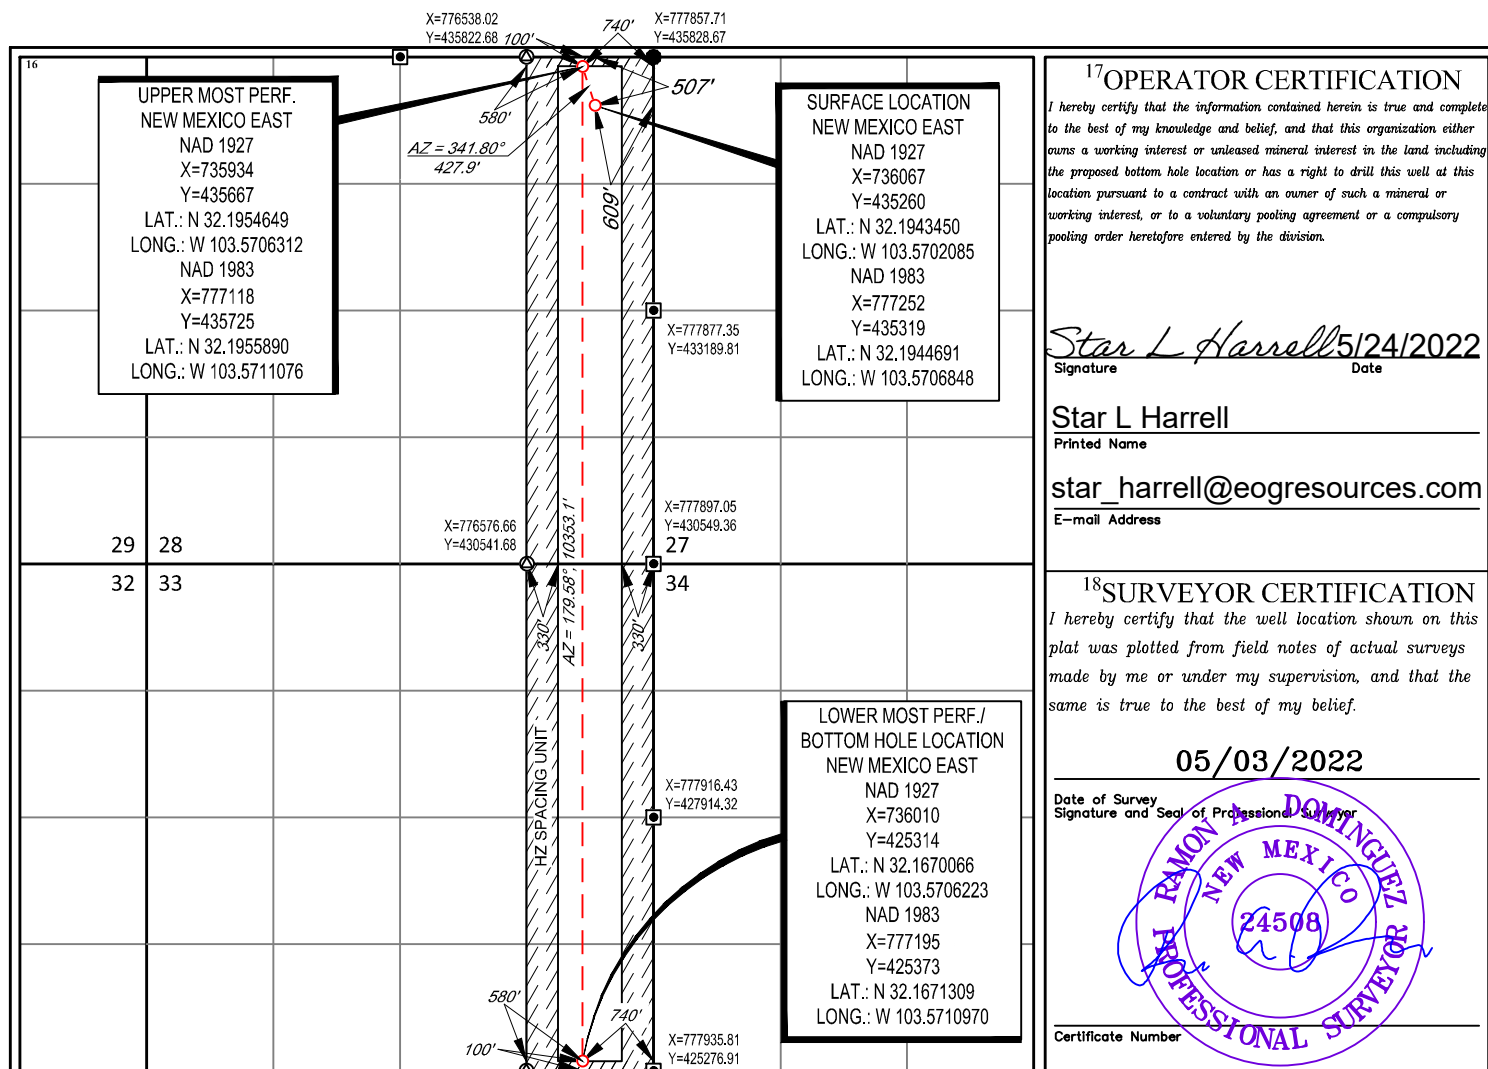 X=776538.02
Y=435822.68
100'
740'
X=777857.71
Y=435828.67
16
UPPER MOST PERF.
NEW MEXICO EAST
NAD 1927
X=735934
Y=435667
LAT.: N 32.1954649
LONG.: W 103.5706312
NAD 1983
X=777118
Y=435725
LAT.: N 32.1955890
LONG.: W 103.5711076
580'
507'
AZ = 341.80°
427.9'
609'
SURFACE LOCATION
NEW MEXICO EAST
NAD 1927
X=736067
Y=435260
LAT.: N 32.1943450
LONG.: W 103.5702085
NAD 1983
X=777252
Y=435319
LAT.: N 32.1944691
LONG.: W 103.5706848
X=777877.35
Y=433189.81
X=776576.66
Y=430541.68
X=777897.05
Y=430549.36
29 28
27
32 33
34
AZ = 179.58°, 10353.1'
330'
330'
HZ SPACING UNIT
LOWER MOST PERF./
BOTTOM HOLE LOCATION
NEW MEXICO EAST
NAD 1927
X=736010
Y=425314
LAT.: N 32.1670066
LONG.: W 103.5706223
NAD 1983
X=777195
Y=425373
LAT.: N 32.1671309
LONG.: W 103.5710970
X=777916.43
Y=427914.32
580'
740'
100'
X=777935.81
Y=425276.91
17 OPERATOR CERTIFICATION
I hereby certify that the information contained herein is true and complete
to the best of my knowledge and belief, and that this organization either
owns a working interest or unleased mineral interest in the land including
the proposed bottom hole location or has a right to drill this well at this
location pursuant to a contract with an owner of such a mineral or
working interest, or to a voluntary pooling agreement or a compulsory
pooling order heretofore entered by the division.
Star L Harrell 5/24/2022
Signature Date
Star L Harrell
Printed Name
star_harrell@eogresources.com
E-mail Address
18 SURVEYOR CERTIFICATION
I hereby certify that the well location shown on this
plat was plotted from field notes of actual surveys
made by me or under my supervision, and that the
same is true to the best of my belief.
05/03/2022
Date of Survey
Signature and Seal of Professional Surveyor
RAMON A. DOMINGUEZ
NEW MEXICO
24508
PROFESSIONAL SURVEYOR
Certificate Number